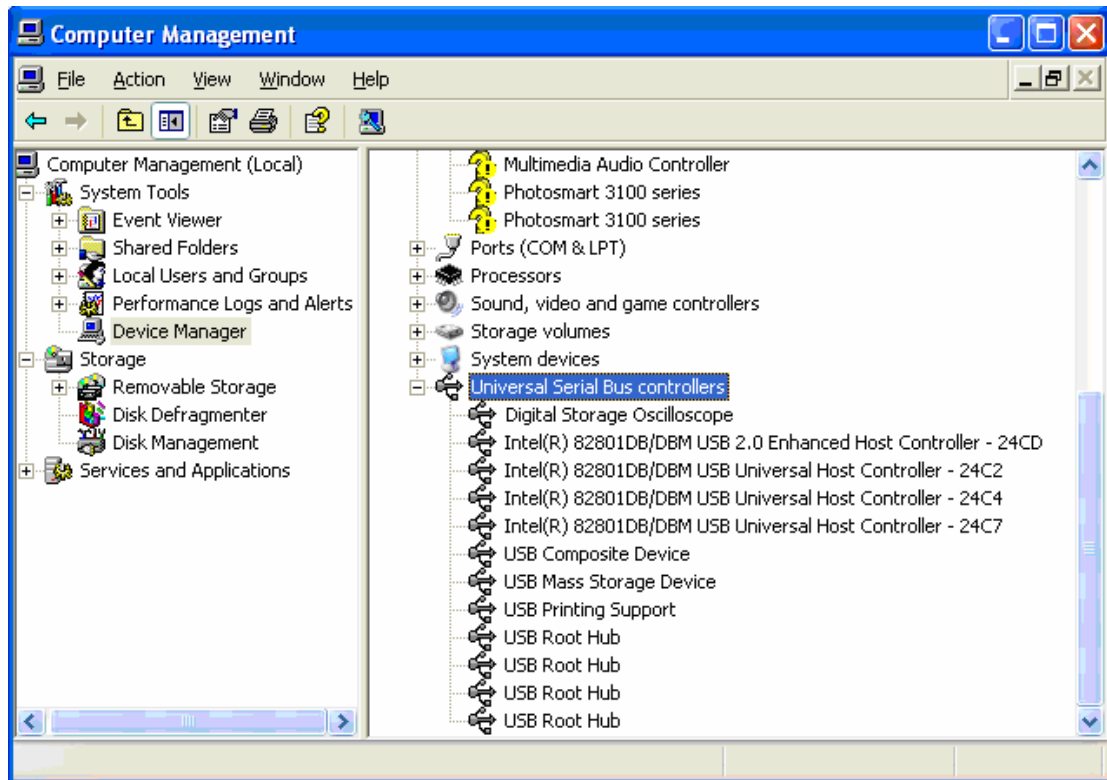 Computer Management
File Action View Window Help
Computer Management (Local)
System Tools
Event Viewer
Shared Folders
Local Users and Groups
Performance Logs and Alerts
Device Manager
Storage
Removable Storage
Disk Defragmenter
Disk Management
Services and Applications
Multimedia Audio Controller
Photosmart 3100 series
Photosmart 3100 series
Ports (COM & LPT)
Processors
Sound, video and game controllers
Storage volumes
System devices
Universal Serial Bus controllers
Digital Storage Oscilloscope
Intel(R) 82801DB/DBM USB 2.0 Enhanced Host Controller - 24CD
Intel(R) 82801DB/DBM USB Universal Host Controller - 24C2
Intel(R) 82801DB/DBM USB Universal Host Controller - 24C4
Intel(R) 82801DB/DBM USB Universal Host Controller - 24C7
USB Composite Device
USB Mass Storage Device
USB Printing Support
USB Root Hub
USB Root Hub
USB Root Hub
USB Root Hub